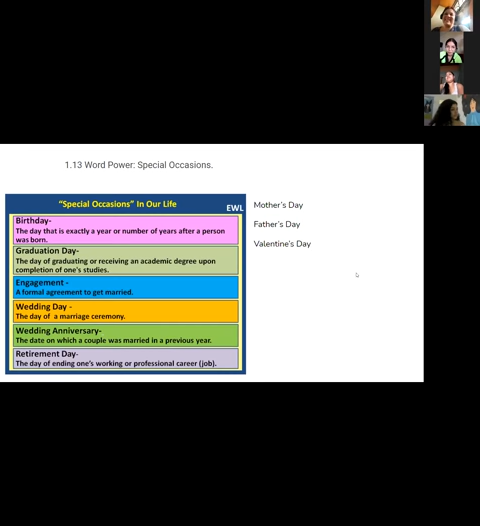 1.13 Word Power: Special Occasions.
"Special Occasions" In Our Life
EWL
Birthday-
The day that is exactly a year or number of years after a person
was born.
Graduation Day-
The day of graduating or receiving an academic degree upon
completion of one's studies.
Engagement -
A formal agreement to get married.
Wedding Day -
The day of  a marriage ceremony.
Wedding Anniversary-
The date on which a couple was married in a previous year.
Retirement Day-
The day of ending one's working or professional career (job).
Mother's Day
Father's Day
Valentine's Day